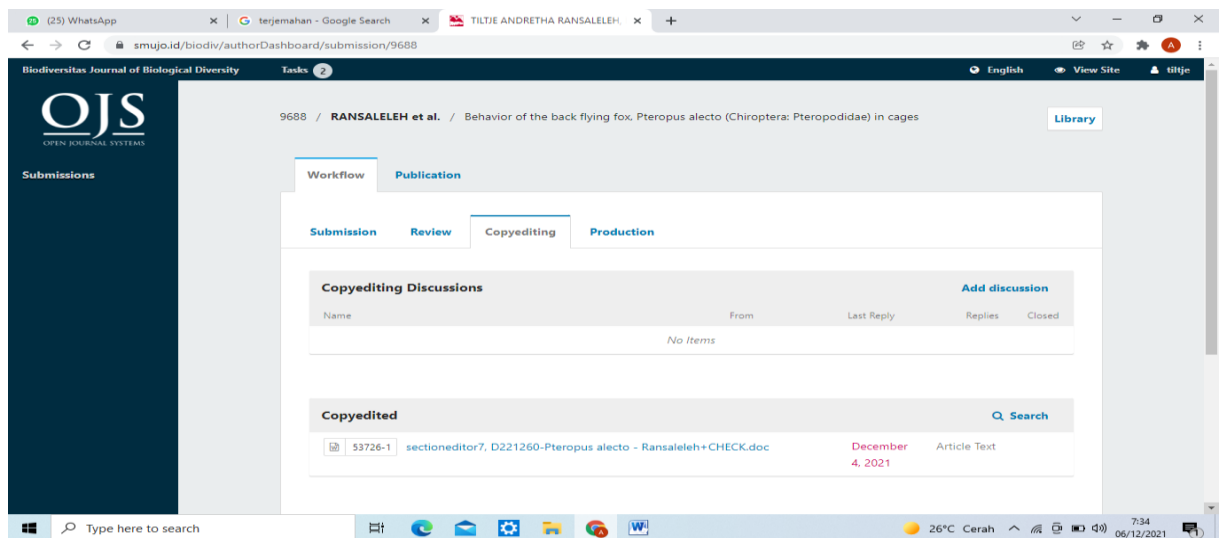 (25) WhatsApp
terjemahan - Google Search
TILTJE ANDRETHA RANSALELEH,
smujo.id/biodiv/authorDashboard/submission/9688
A
Biodiversitas Journal of Biological Diversity
Tasks 2
English
View Site
tiltje
OJS
OPEN JOURNAL SYSTEMS
Submissions
9688 / RANSALELEH et al. / Behavior of the back flying fox, Pteropus alecto (Chiroptera: Pteropodidae) in cages
Library
Workflow
Publication
Submission
Review
Copyediting
Production
Copyediting Discussions
Add discussion
Name
From
Last Reply
Replies
Closed
No Items
Copyedited
Search
53726-1
sectioneditor7, D221260-Pteropus alecto - Ransaleleh+CHECK.doc
December
4, 2021
Article Text
Type here to search
26°C Cerah
7:34
06/12/2021